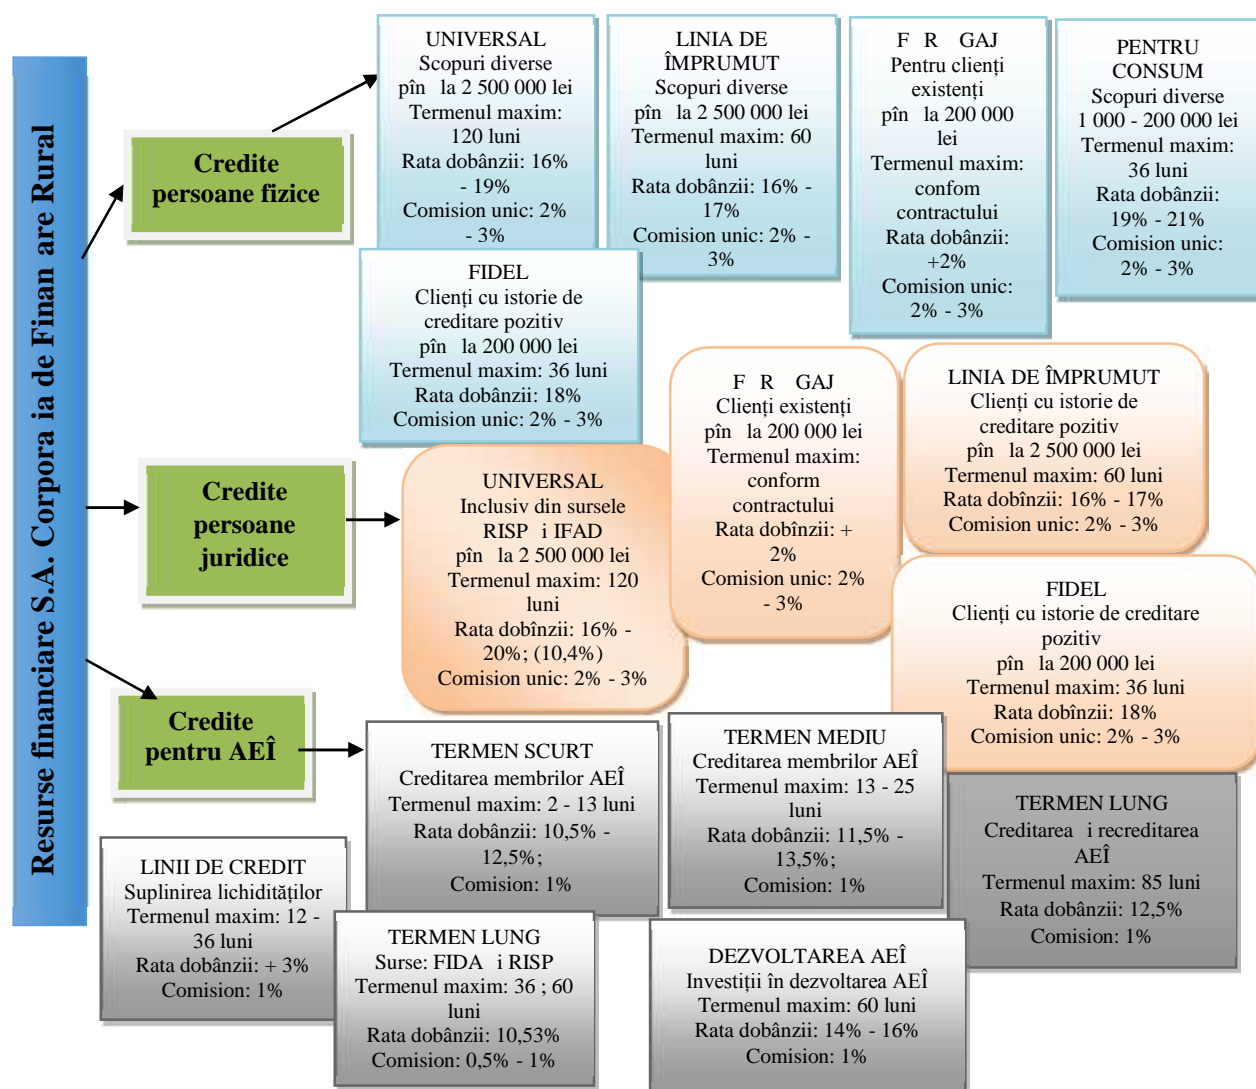 Resurse financiare S.A. Corpora ia de Finan are Rural
Credite
persoane fizice
UNIVERSAL
Scopuri diverse
pîn la 2 500 000 lei
Termenul maxim:
120 luni
Rata dobânzii: 16%
- 19%
Comision unic: 2%
- 3%
LINIA DE
ÎMPRUMUT
Scopuri diverse
pîn la 2 500 000 lei
Termenul maxim: 60
luni
Rata dobânzii: 16% -
17%
Comision unic: 2% -
3%
F R GAJ
Pentru clienți
existenți
pîn la 200 000
lei
Termenul maxim:
confom
contractului
Rata dobânzii:
+2%
Comision unic:
2% - 3%
PENTRU
CONSUM
Scopuri diverse
1 000 - 200 000 lei
Termenul maxim:
36 luni
Rata dobânzii:
19% - 21%
Comision unic:
2% - 3%
FIDEL
Clienți cu istorie de
creditare pozitiv
pîn la 200 000 lei
Termenul maxim: 36 luni
Rata dobânzii: 18%
Comision unic: 2% - 3%
Credite
persoane
juridice
UNIVERSAL
Inclusiv din sursele
RISP i IFAD
pîn la 2 500 000 lei
Termenul maxim: 120
luni
Rata dobînzii: 16% -
20%; (10,4%)
Comision unic: 2% - 3%
F R GAJ
Clienți existenți
pîn la 200 000 lei
Termenul maxim:
conform
contractului
Rata dobînzii: +
2%
Comision unic: 2%
- 3%
LINIA DE ÎMPRUMUT
Clienți cu istorie de
creditare pozitiv
pîn la 2 500 000 lei
Termenul maxim: 60 luni
Rata dobînzii: 16% - 17%
Comision unic: 2% - 3%
FIDEL
Clienți cu istorie de creditare
pozitiv
pîn la 200 000 lei
Termenul maxim: 36 luni
Rata dobînzii: 18%
Comision unic: 2% - 3%
Credite
pentru AEÎ
TERMEN SCURT
Creditarea membrilor AEÎ
Termenul maxim: 2 - 13 luni
Rata dobânzii: 10,5% -
12,5%;
Comision: 1%
TERMEN MEDIU
Creditarea membrilor AEÎ
Termenul maxim: 13 - 25
luni
Rata dobânzii: 11,5% -
13,5%;
Comision: 1%
TERMEN LUNG
Creditarea i recreditarea
AEÎ
Termenul maxim: 85 luni
Rata dobânzii: 12,5%
Comision: 1%
LINII DE CREDIT
Suplinirea lichidităților
Termenul maxim: 12 -
36 luni
Rata dobânzii: + 3%
Comision: 1%
TERMEN LUNG
Surse: FIDA i RISP
Termenul maxim: 36 ; 60
luni
Rata dobânzii: 10,53%
Comision: 0,5% - 1%
DEZVOLTAREA AEÎ
Investiții în dezvoltarea AEÎ
Termenul maxim: 60 luni
Rata dobânzii: 14% - 16%
Comision: 1%